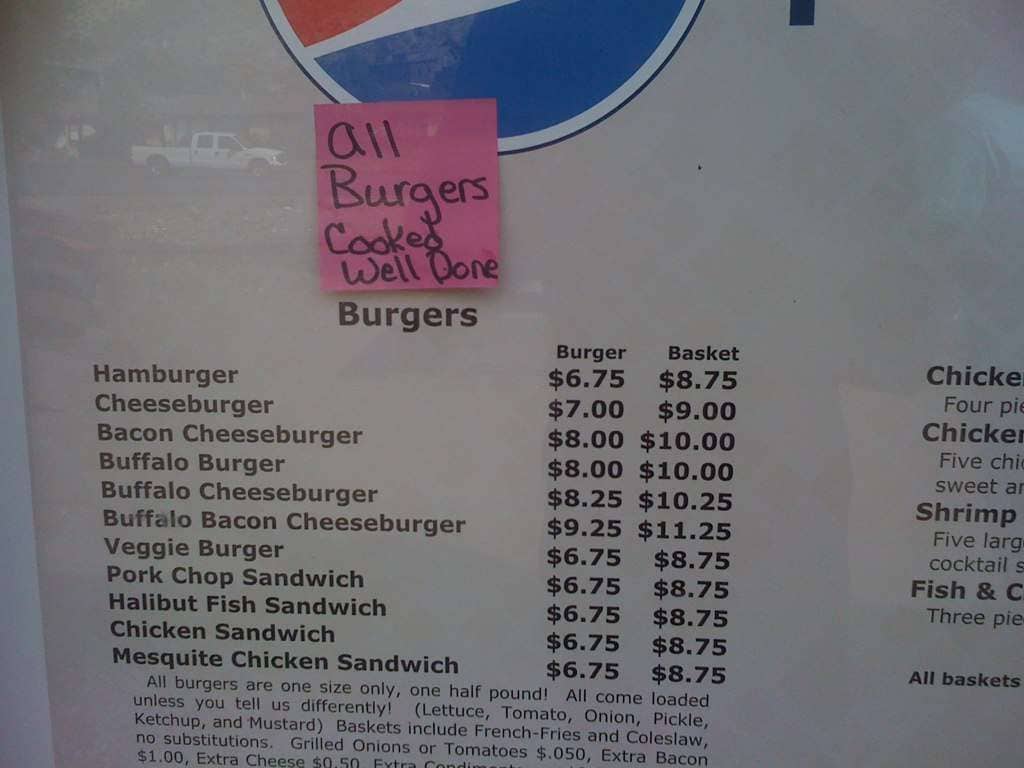 All
Burgers
Cooked
Well Done
Burgers
Burger Basket
Hamburger $6.75 $8.75
Cheeseburger $7.00 $9.00
Bacon Cheeseburger $8.00 $10.00
Buffalo Burger $8.00 $10.00
Buffalo Cheeseburger $8.25 $10.25
Buffalo Bacon Cheeseburger $9.25 $11.25
Veggie Burger $6.75 $8.75
Pork Chop Sandwich $6.75 $8.75
Halibut Fish Sandwich $6.75 $8.75
Chicken Sandwich $6.75 $8.75
Mesquite Chicken Sandwich $6.75 $8.75
All burgers are one size only, one half pound! All come loaded
unless you tell us differently! (Lettuce, Tomato, Onion, Pickle,
Ketchup, and Mustard) Baskets include French-Fries and Coleslaw,
no substitutions. Grilled Onions or Tomatoes $.050, Extra Bacon
$1.00, Extra Cheese $0.50, Extra
Chicke
Four pie
Chicke
Five chi
sweet a
Shrimp
Five larg
cocktail s
Fish & C
Three pie
All baskets